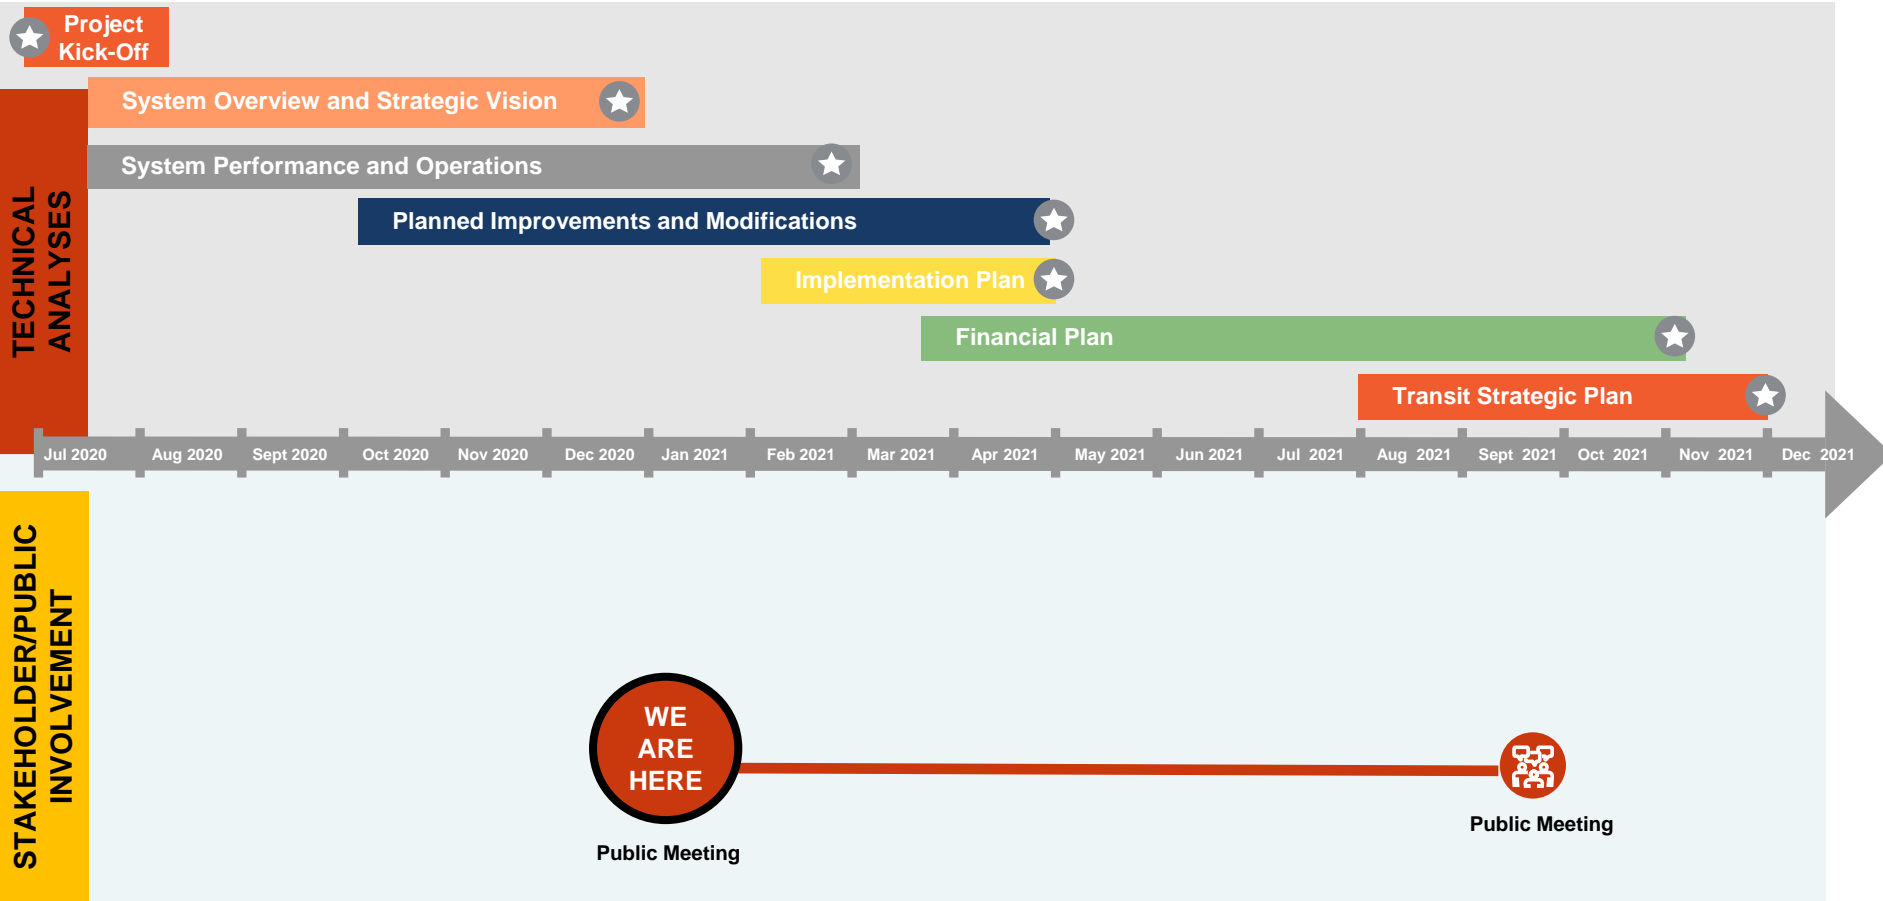 Project
Kick-Off
System Overview and Strategic Vision
System Performance and Operations
Planned Improvements and Modifications
Implementation Plan
Financial Plan
Transit Strategic Plan
TECHNICAL
ANALYSES
Jul 2020 Aug 2020 Sept 2020 Oct 2020 Nov 2020 Dec 2020 Jan 2021 Feb 2021 Mar 2021 Apr 2021 May 2021 Jun 2021 Jul 2021 Aug 2021 Sept 2021 Oct 2021 Nov 2021 Dec 2021
STAKEHOLDER/PUBLIC
INVOLVEMENT
WE
ARE
HERE
Public Meeting
Public Meeting